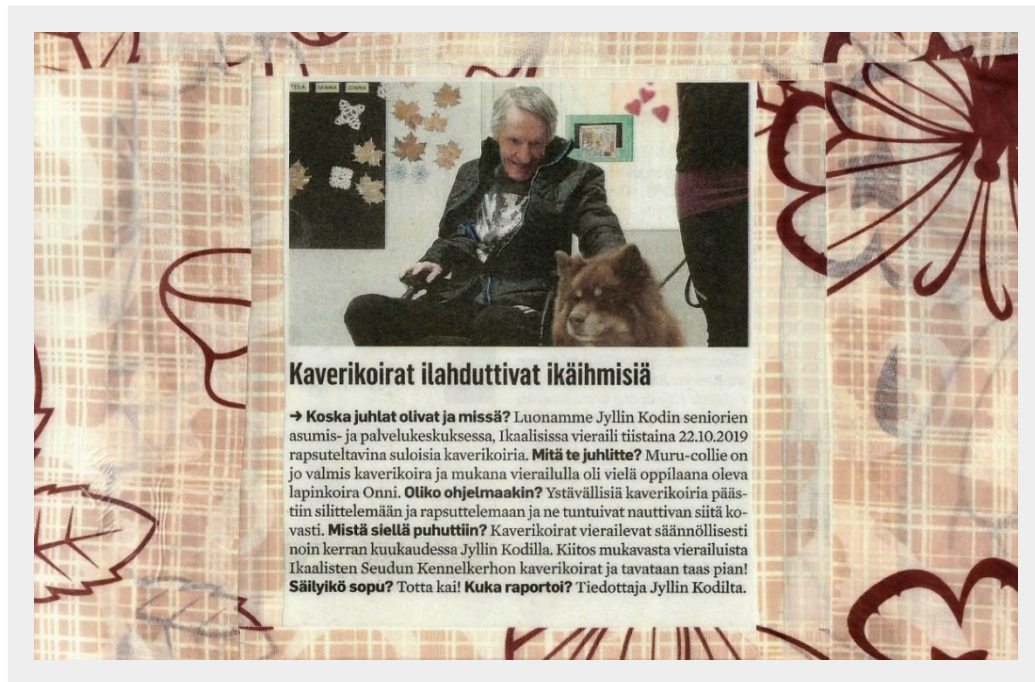 TEIJA MINNA JONNA
Kaverikoirat ilahduttivat ikäihmisiä
→ Koska juhlat olivat ja missä? Luonamme Jyllin Kodin seniorien
asumis- ja palvelukeskuksessa, Ikaalisissa vieraili tiistaina 22.10.2019
rapsuteltavina suloisia kaverikoiria. Mitä te juhlitte? Muru-collie on
jo valmis kaverikoira ja mukana vierailulla oli vielä oppilaana oleva
lapinkoira Onni. Oliko ohjelmaakin? Ystävällisiä kaverikoiria pääs-
tiin silittelemään ja rapsuttelemaan ja ne tuntuivat nauttivan siitä ko-
vasti. Mistä siellä puhuttiin? Kaverikoirat vierailevat säännöllisesti
noin kerran kuukaudessa Jyllin Kodilla. Kiitos mukavasta vierailuista
Ikaalisten Seudun Kennelkerhon kaverikoirat ja tavataan taas pian!
Säilyikö sopu? Totta kai! Kuka raportoi? Tiedottaja Jyllin Kodilta.